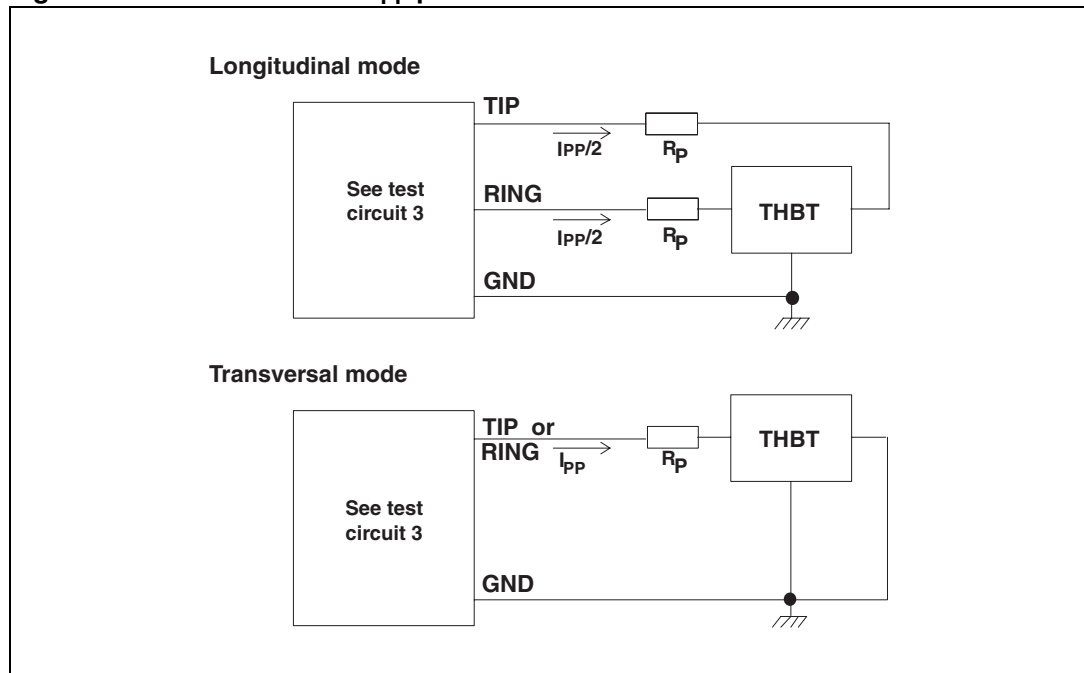 Longitudinal mode
TIP
IPP/2
RP
See test
circuit 3
RING
THBT
IPP/2
RP
GND
Transversal mode
TIP or
RING
IPP
RP
THBT
See test
circuit 3
GND